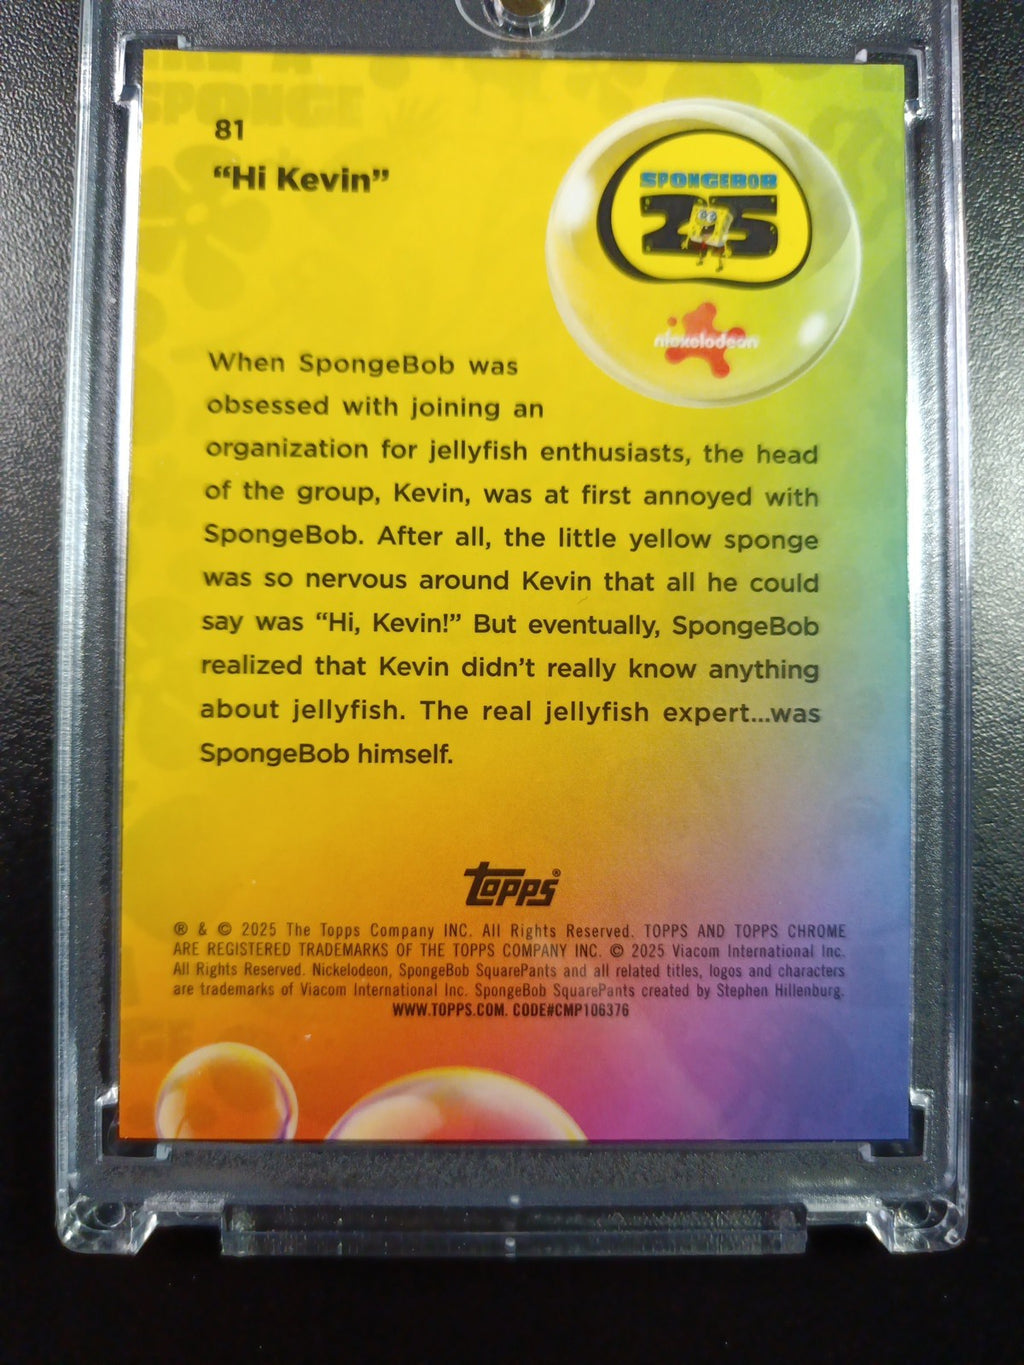 81
“Hi Kevin”
SPONGEBOB
25
nickelodeon
When SpongeBob was
obsessed with joining an
organization for jellyfish enthusiasts, the head
of the group, Kevin, was at first annoyed with
SpongeBob. After all, the little yellow sponge
was so nervous around Kevin that all he could
say was “Hi, Kevin!” But eventually, SpongeBob
realized that Kevin didn’t really know anything
about jellyfish. The real jellyfish expert...was
SpongeBob himself.
topps®
® & © 2025 The Topps Company INC. All Rights Reserved. TOPPS AND TOPPS CHROME
ARE REGISTERED TRADEMARKS OF THE TOPPS COMPANY INC. © 2025 Viacom International Inc.
All Rights Reserved. Nickelodeon, SpongeBob SquarePants and all related titles, logos and characters
are trademarks of Viacom International Inc. SpongeBob SquarePants created by Stephen Hillenburg.
WWW.TOPPS.COM. CODE#CMP106376